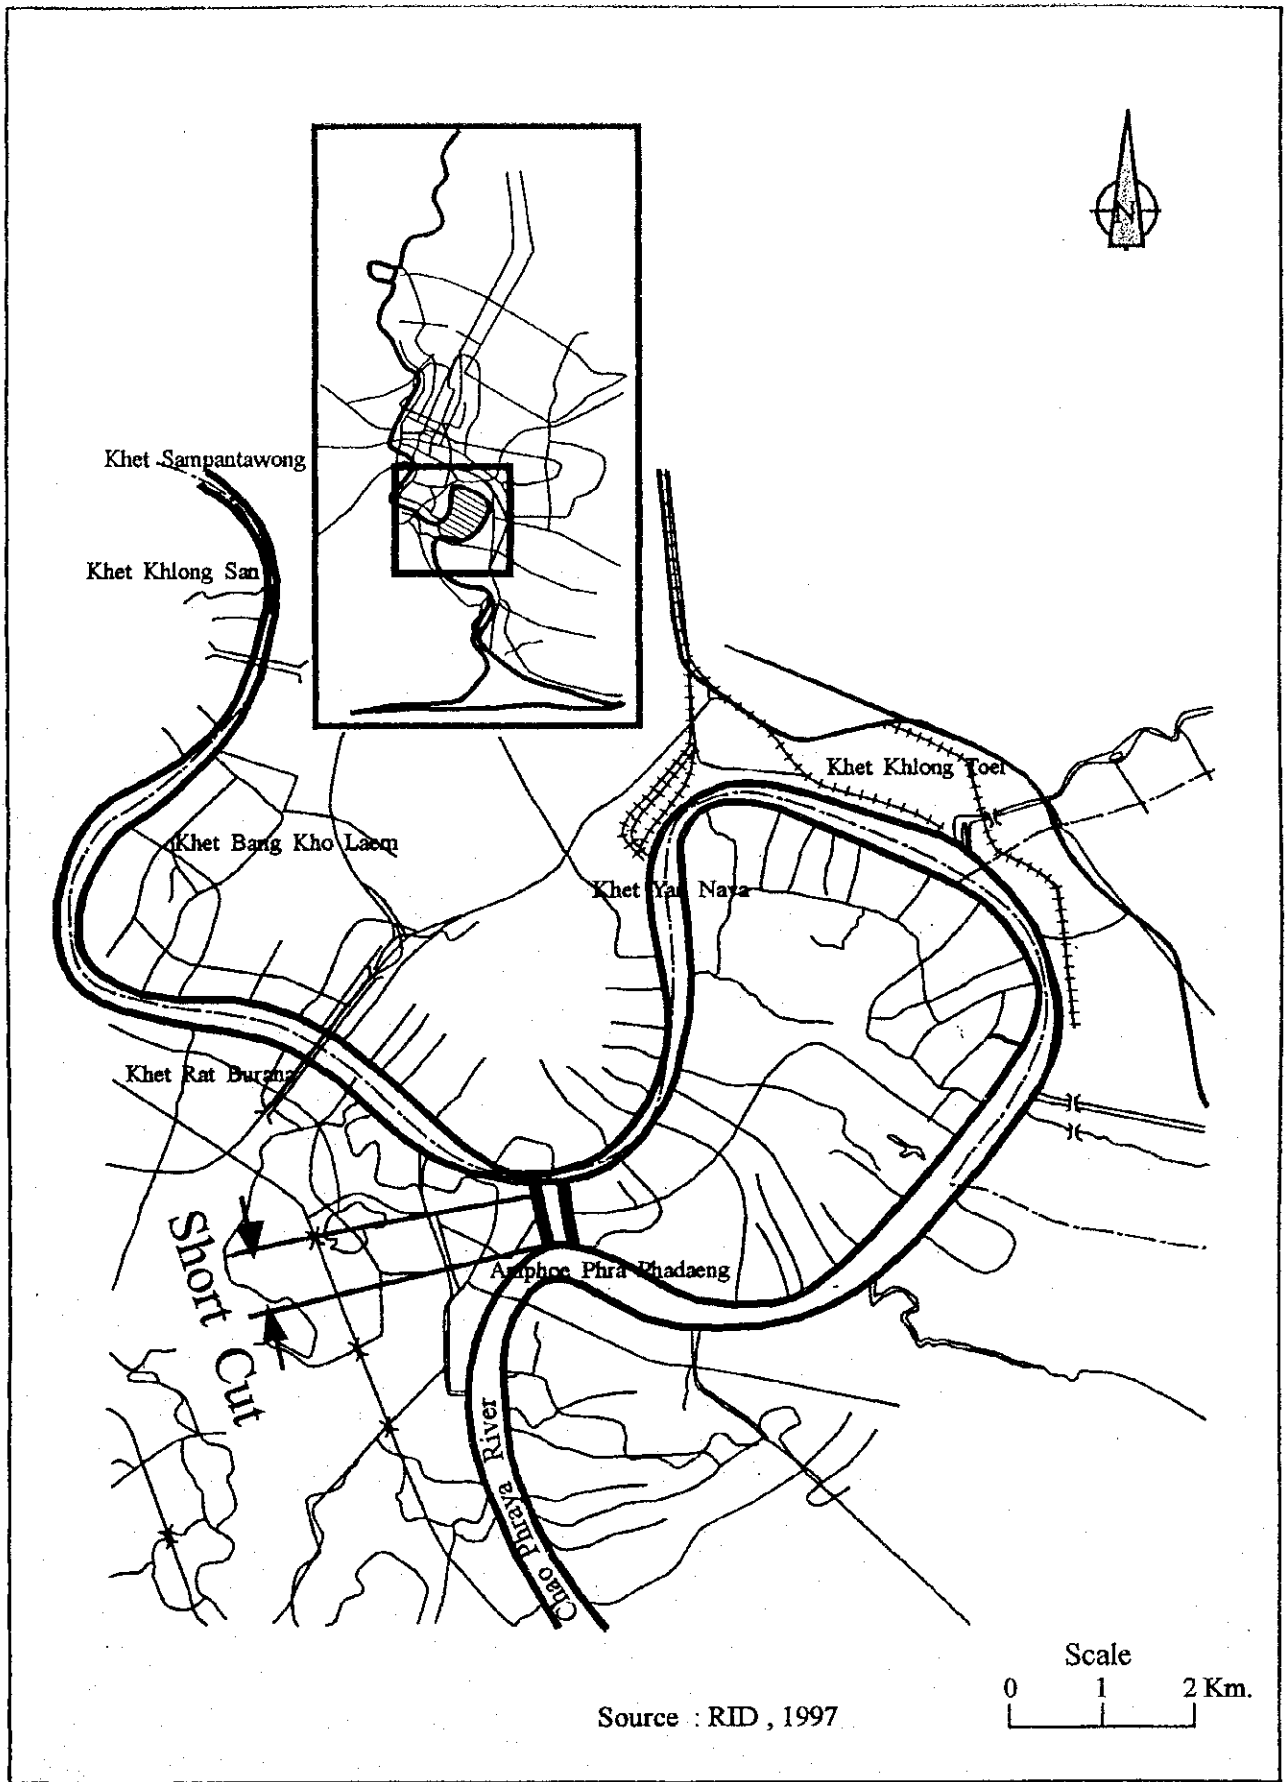 N
Khet Sampantawong
Khet Khlong San
Khet Khlong Toei
Khet Bang Kho Laem
Khet Yan Nava
Khet Rat Burana
Short Cut
Amphoe Phra Phadaeng
Chao Phraya River
Scale
0 1 2 Km.
Source : RID , 1997